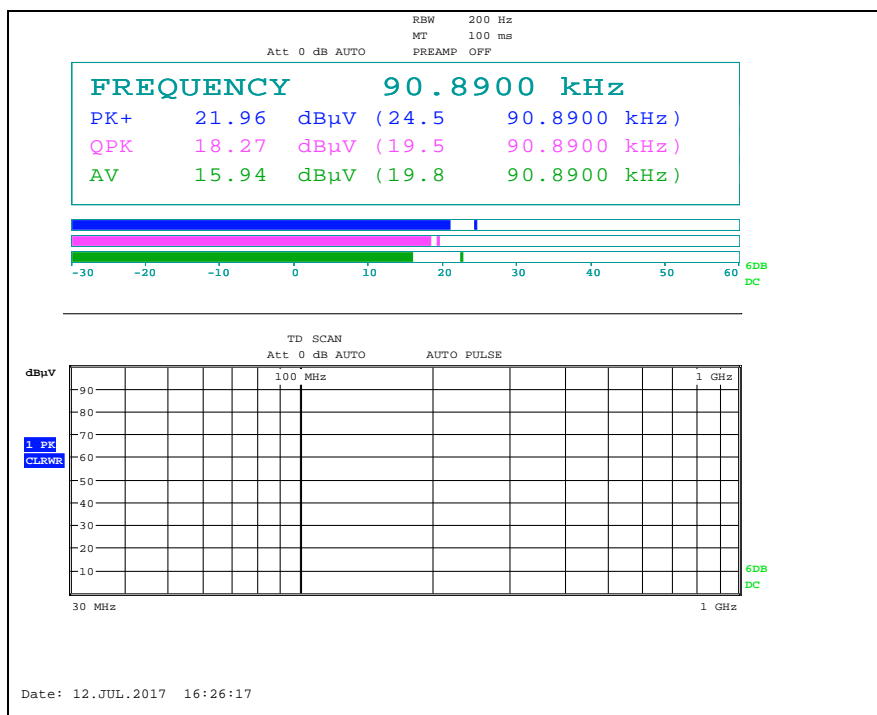 RBW 200 Hz
MT 100 ms
Att 0 dB AUTO PREAMP OFF
FREQUENCY 90.8900 kHz
PK+ 21.96 dBµV (24.5 90.8900 kHz)
QPK 18.27 dBµV (19.5 90.8900 kHz)
AV 15.94 dBµV (19.8 90.8900 kHz)
-30 -20 -10 0 10 20 30 40 50 60
6DB
DC
TD SCAN
Att 0 dB AUTO AUTO PULSE
dBµV
100 MHz 1 GHz
90
80
70
1 PK
CLRWR
60
50
40
30
20
10
6DB
DC
30 MHz 1 GHz
Date: 12.JUL.2017 16:26:17